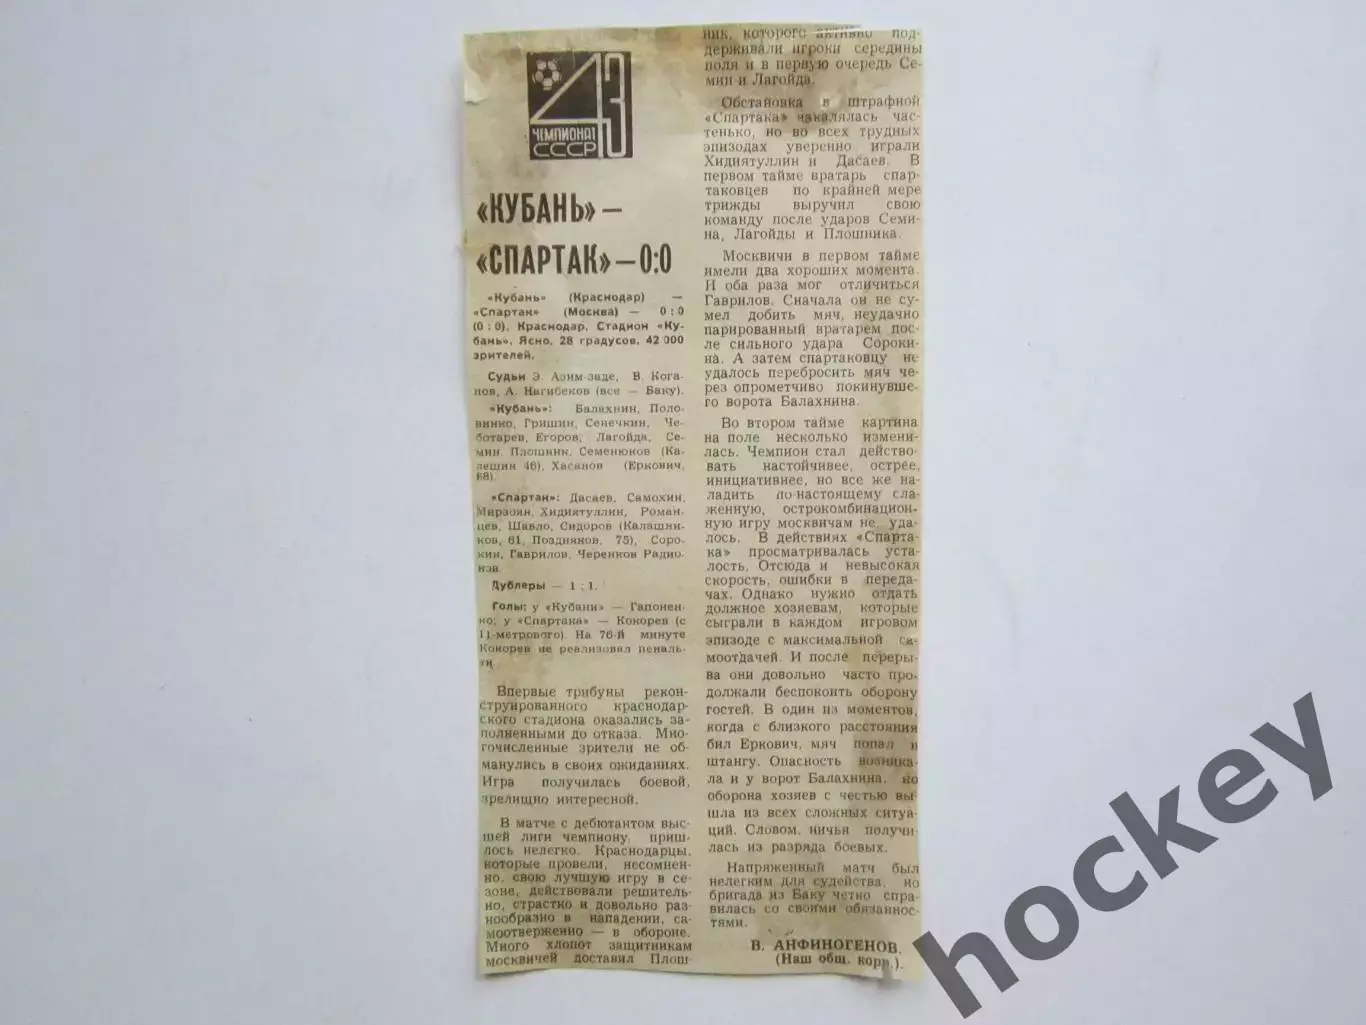 43
ЧЕМПИОНАТ
СССР
«КУБАНЬ» —
«СПАРТАК» — 0:0
«Кубань» (Краснодар) —
«Спартак» (Москва) — 0:0
(0:0). Краснодар. Стадион «Ку-
бань». Ясно, 28 градусов. 42 000
зрителей.
Судьи Э. Азим-заде, В. Кога-
нов, А. Нагибеков (все — Баку).
«Кубань»: Балахнин, Поло-
винко, Гришин, Сенечкин, Че-
ботарев, Егоров, Лагойда, Се-
мин, Плошник, Семенюков (Ка-
лешин 46), Хасанов (Еркович,
68).
«Спартак»: Дасаев, Самохин,
Мирзоян, Хидиятуллин, Роман-
цев, Шавло, Сидоров (Калашни-
ков, 61, Поздняков, 75), Соро-
кин, Гаврилов, Черенков Радио-
нов.
Дублеры — 1:1.
Голы: у «Кубани» — Гапонен-
ко; у «Спартака» — Кокорев (с
11-метрового). На 76-й минуте
Кокорев не реализовал пеналь-
ти.
Впервые трибуны рекон-
струированного краснодар-
ского стадиона оказались за-
полненными до отказа. Мно-
гочисленные зрители не об-
манулись в своих ожиданиях.
Игра получилась боевой,
зрелищно интересной.
В матче с дебютантом выс-
шей лиги чемпиону приш-
лось нелегко. Краснодарцы,
которые провели, несомнен-
но, свою лучшую игру в се-
зоне, действовали решитель-
но, страстно и довольно раз-
нообразно в нападении, са-
моотверженно — в обороне.
Много хлопот защитникам
москвичей доставил Плош-
ник, которого активно под-
держивали игроки середины
поля и в первую очередь Се-
мин и Лагойда.
Обстановка в штрафной
«Спартака» накалялась час-
тенько, но во всех трудных
эпизодах уверенно играли
Хидиятуллин и Дасаев. В
первом тайме вратарь спар-
таковцев по крайней мере
трижды выручил свою
команду после ударов Семи-
на, Лагойды и Плошника.
Москвичи в первом тайме
имели два хороших момента.
И оба раза мог отличиться
Гаврилов. Сначала он не су-
мел добить мяч, неудачно
парированный вратарем пос-
ле сильного удара Сороки-
на. А затем спартаковцу не
удалось перебросить мяч че-
рез опрометчиво покинувше-
го ворота Балахнина.
Во втором тайме картина
на поле несколько измени-
лась. Чемпион стал действо-
вать настойчивее, острее,
инициативнее, но все же на-
ладить по-настоящему сла-
женную, острокомбинацион-
ную игру москвичам не уда-
лось. В действиях «Спарта-
ка» просматривалась уста-
лость. Отсюда и невысокая
скорость, ошибки в переда-
чах. Однако нужно отдать
должное хозяевам, которые
сыграли в каждом игровом
эпизоде с максимальной са-
моотдачей. И после переры-
ва они довольно часто про-
должали беспокоить оборону
гостей. В один из моментов,
когда с близкого расстояния
бил Еркович, мяч попал в
штангу. Опасность возника-
ла и у ворот Балахнина, но
оборона хозяев с честью вы-
шла из всех сложных ситуа-
ций. Словом, ничья получи-
лась из разряда боевых.
Напряженный матч был
нелегким для судейства, но
бригада из Баку четко спра-
вилась со своими обязаннос-
тями.
В. АНФИНОГЕНОВ.
(Наш общ. корр.).
hockey